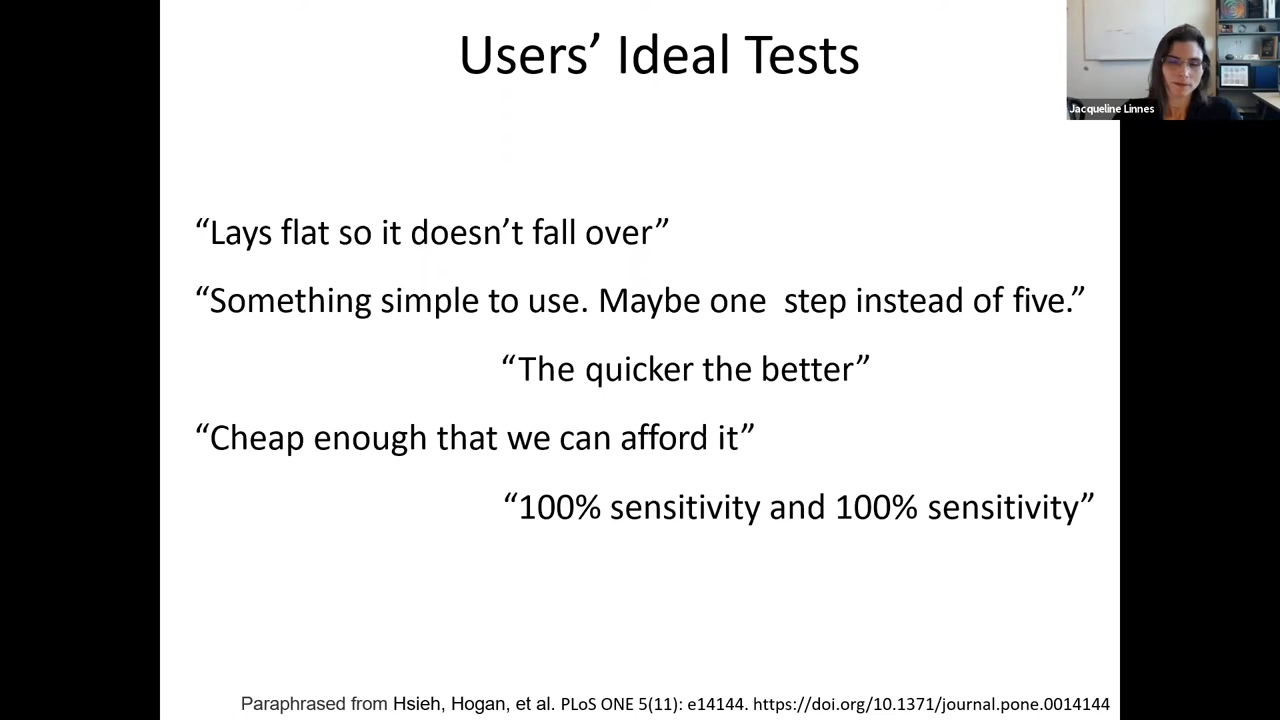 Users’ Ideal Tests
Jacqueline Linnes
“Lays flat so it doesn’t fall over”
“Something simple to use. Maybe one  step instead of five.”
“The quicker the better”
“Cheap enough that we can afford it”
“100% sensitivity and 100% sensitivity”
Paraphrased from Hsieh, Hogan, et al. PLoS ONE 5(11): e14144. https://doi.org/10.1371/journal.pone.0014144